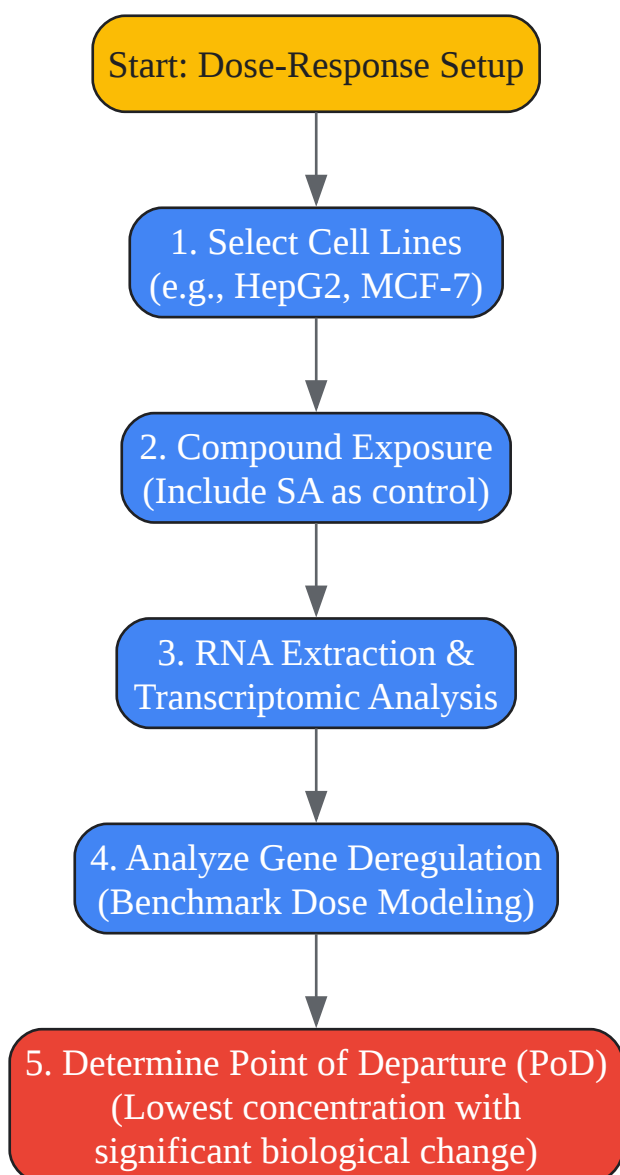 Start: Dose-Response Setup
1. Select Cell Lines
(e.g., HepG2, MCF-7)
2. Compound Exposure
(Include SA as control)
3. RNA Extraction &
Transcriptomic Analysis
4. Analyze Gene Deregulation
(Benchmark Dose Modeling)
5. Determine Point of Departure (PoD)
(Lowest concentration with
significant biological change)